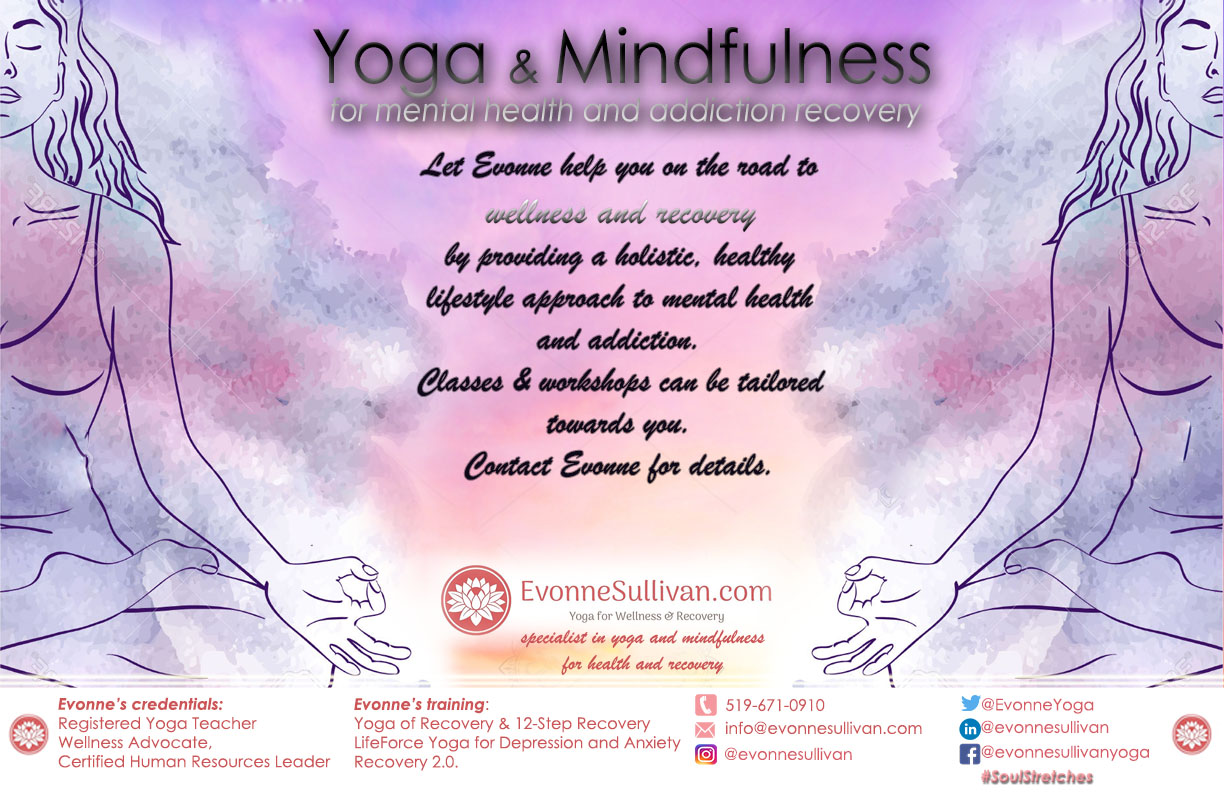 Yoga & Mindfulness
for mental health and addiction recovery
Let Evonne help you on the road to
wellness and recovery
by providing a holistic, healthy
lifestyle approach to mental health
and addiction.
Classes & workshops can be tailored
towards you.
Contact Evonne for details.
EvonneSullivan.com
Yoga for Wellness & Recovery
specialist in yoga and mindfulness
for health and recovery
Evonne’s credentials:
Registered Yoga Teacher
Wellness Advocate,
Certified Human Resources Leader
Evonne’s training:
Yoga of Recovery & 12-Step Recovery
LifeForce Yoga for Depression and Anxiety
Recovery 2.0.
519-671-0910
info@evonnesullivan.com
@evonnesullivan
@EvonneYoga
@evonnesullivan
@evonnesullivanyoga
#SoulStretches